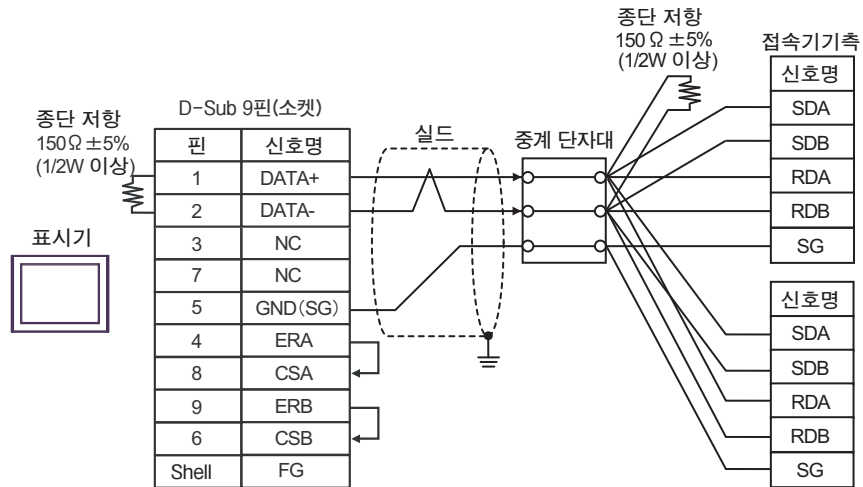 종단 저항
150Ω±5%
(1/2W 이상)
접속기기측
신호명
SDA
SDB
RDA
RDB
SG
D-Sub 9핀(소켓)
종단 저항
150Ω±5%
(1/2W 이상)
실드
중계 단자대
핀 신호명
1 DATA+
2 DATA-
3 NC
7 NC
5 GND(SG)
4 ERA
8 CSA
9 ERB
6 CSB
Shell FG
표시기
신호명
SDA
SDB
RDA
RDB
SG